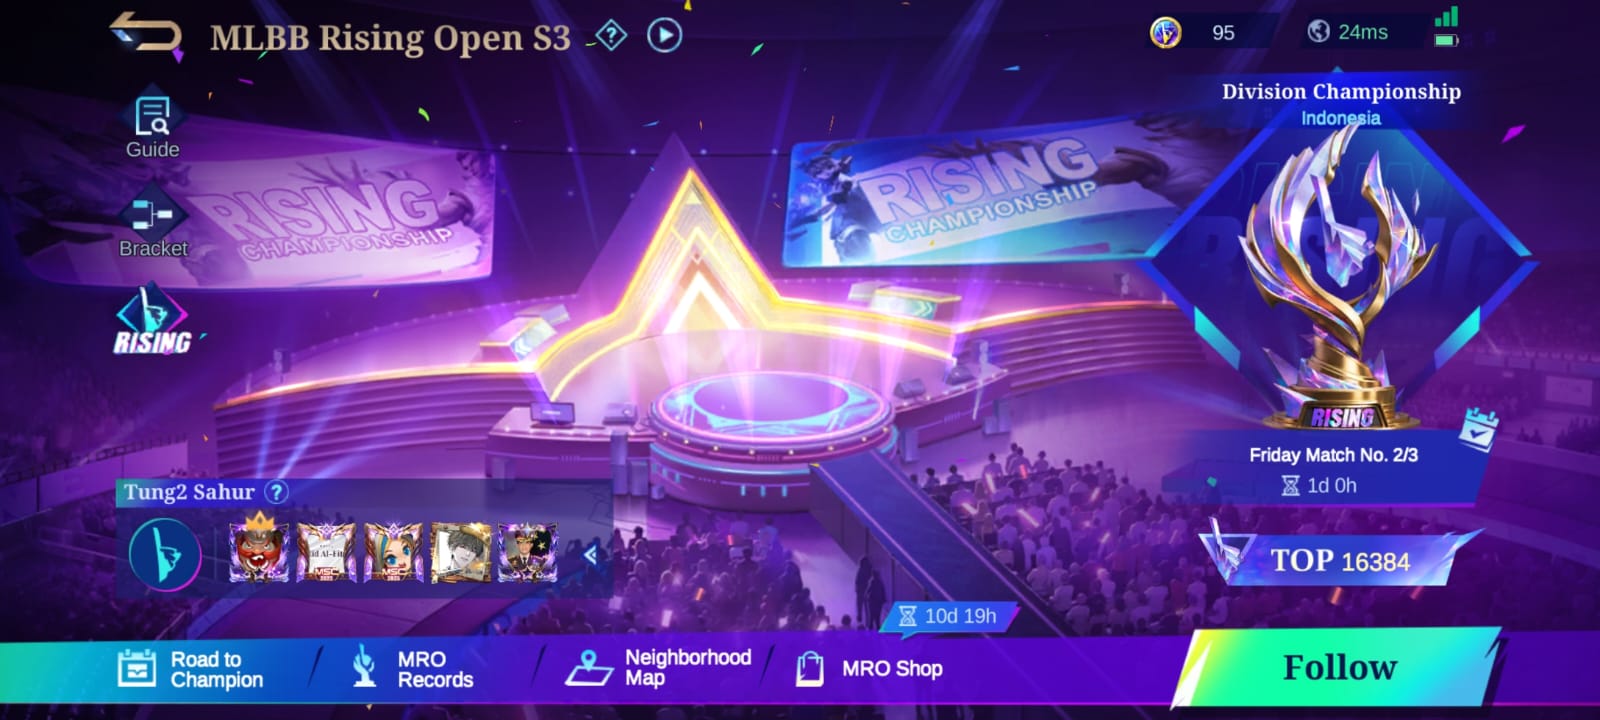 MLBB Rising Open S3
?
95
24ms
Guide
Bracket
RISING
RISING
CHAMPIONSHIP
RISING
CHAMPIONSHIP
Division Championship
Indonesia
RISING
Friday Match No. 2/3
1d 0h
TOP 16384
Tung2 Sahur ?
MSC
MSC
10d 19h
Road to
Champion
MRO
Records
Neighborhood
Map
MRO Shop
Follow